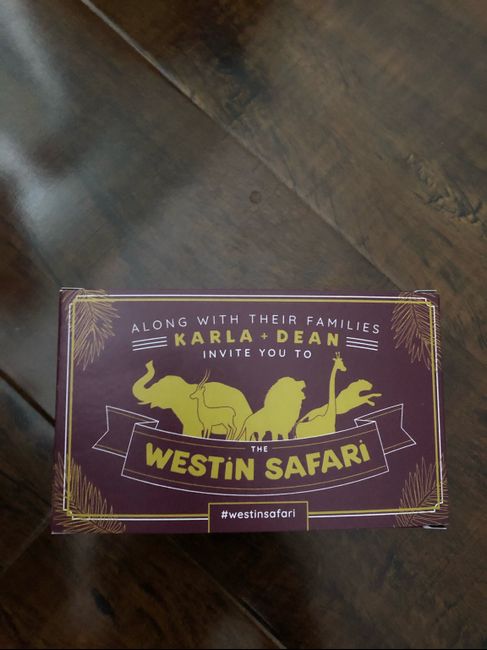 ALONG WITH THEIR FAMILIES
KARLA + DEAN
INVITE YOU TO
THE
WESTiN SAFARi
#westinsafari